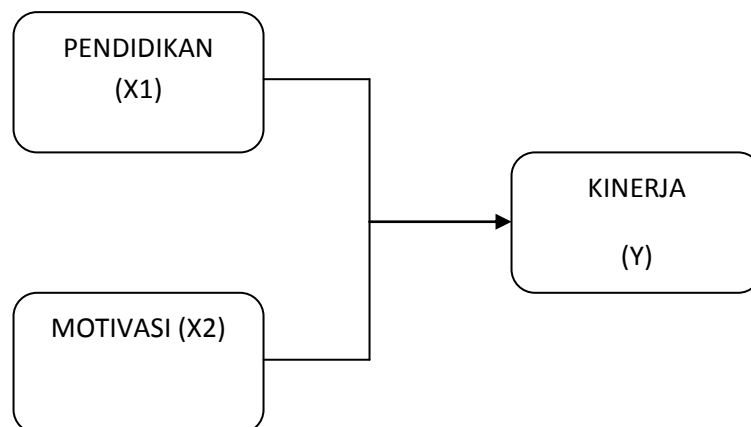 PENDIDIKAN
(X1)
KINERJA
(Y)
MOTIVASI (X2)